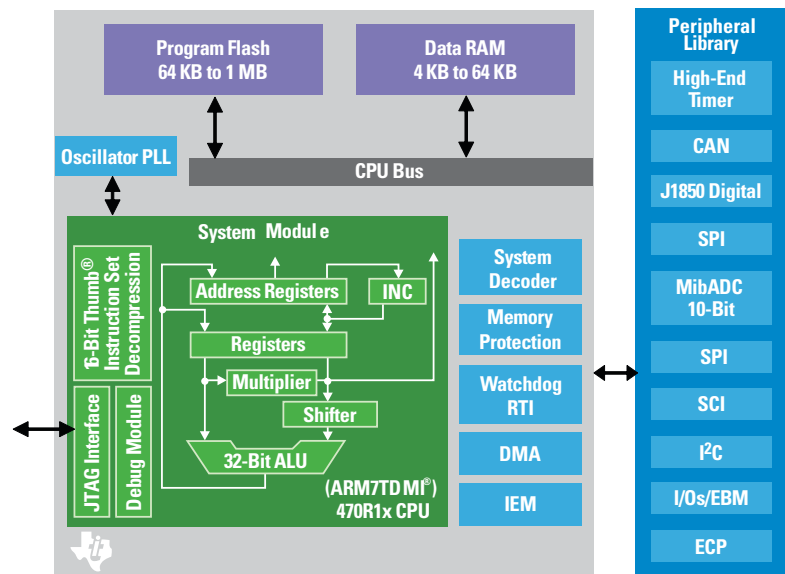 Program Flash
64 KB to 1 MB
Data RAM
4 KB to 64 KB
Oscillator PLL
CPU Bus
System Module
16-Bit Thumb®
Instruction Set
Decompression
Address Registers
INC
Registers
Multiplier
Shifter
32-Bit ALU
JTAG Interface
Debug Module
(ARM7TDMI®)
470R1x CPU
System
Decoder
Memory
Protection
Watchdog
RTI
DMA
IEM
Peripheral
Library
High-End
Timer
CAN
J1850 Digital
SPI
MibADC
10-Bit
SPI
SCI
I²C
I/Os/EBM
ECP
ti